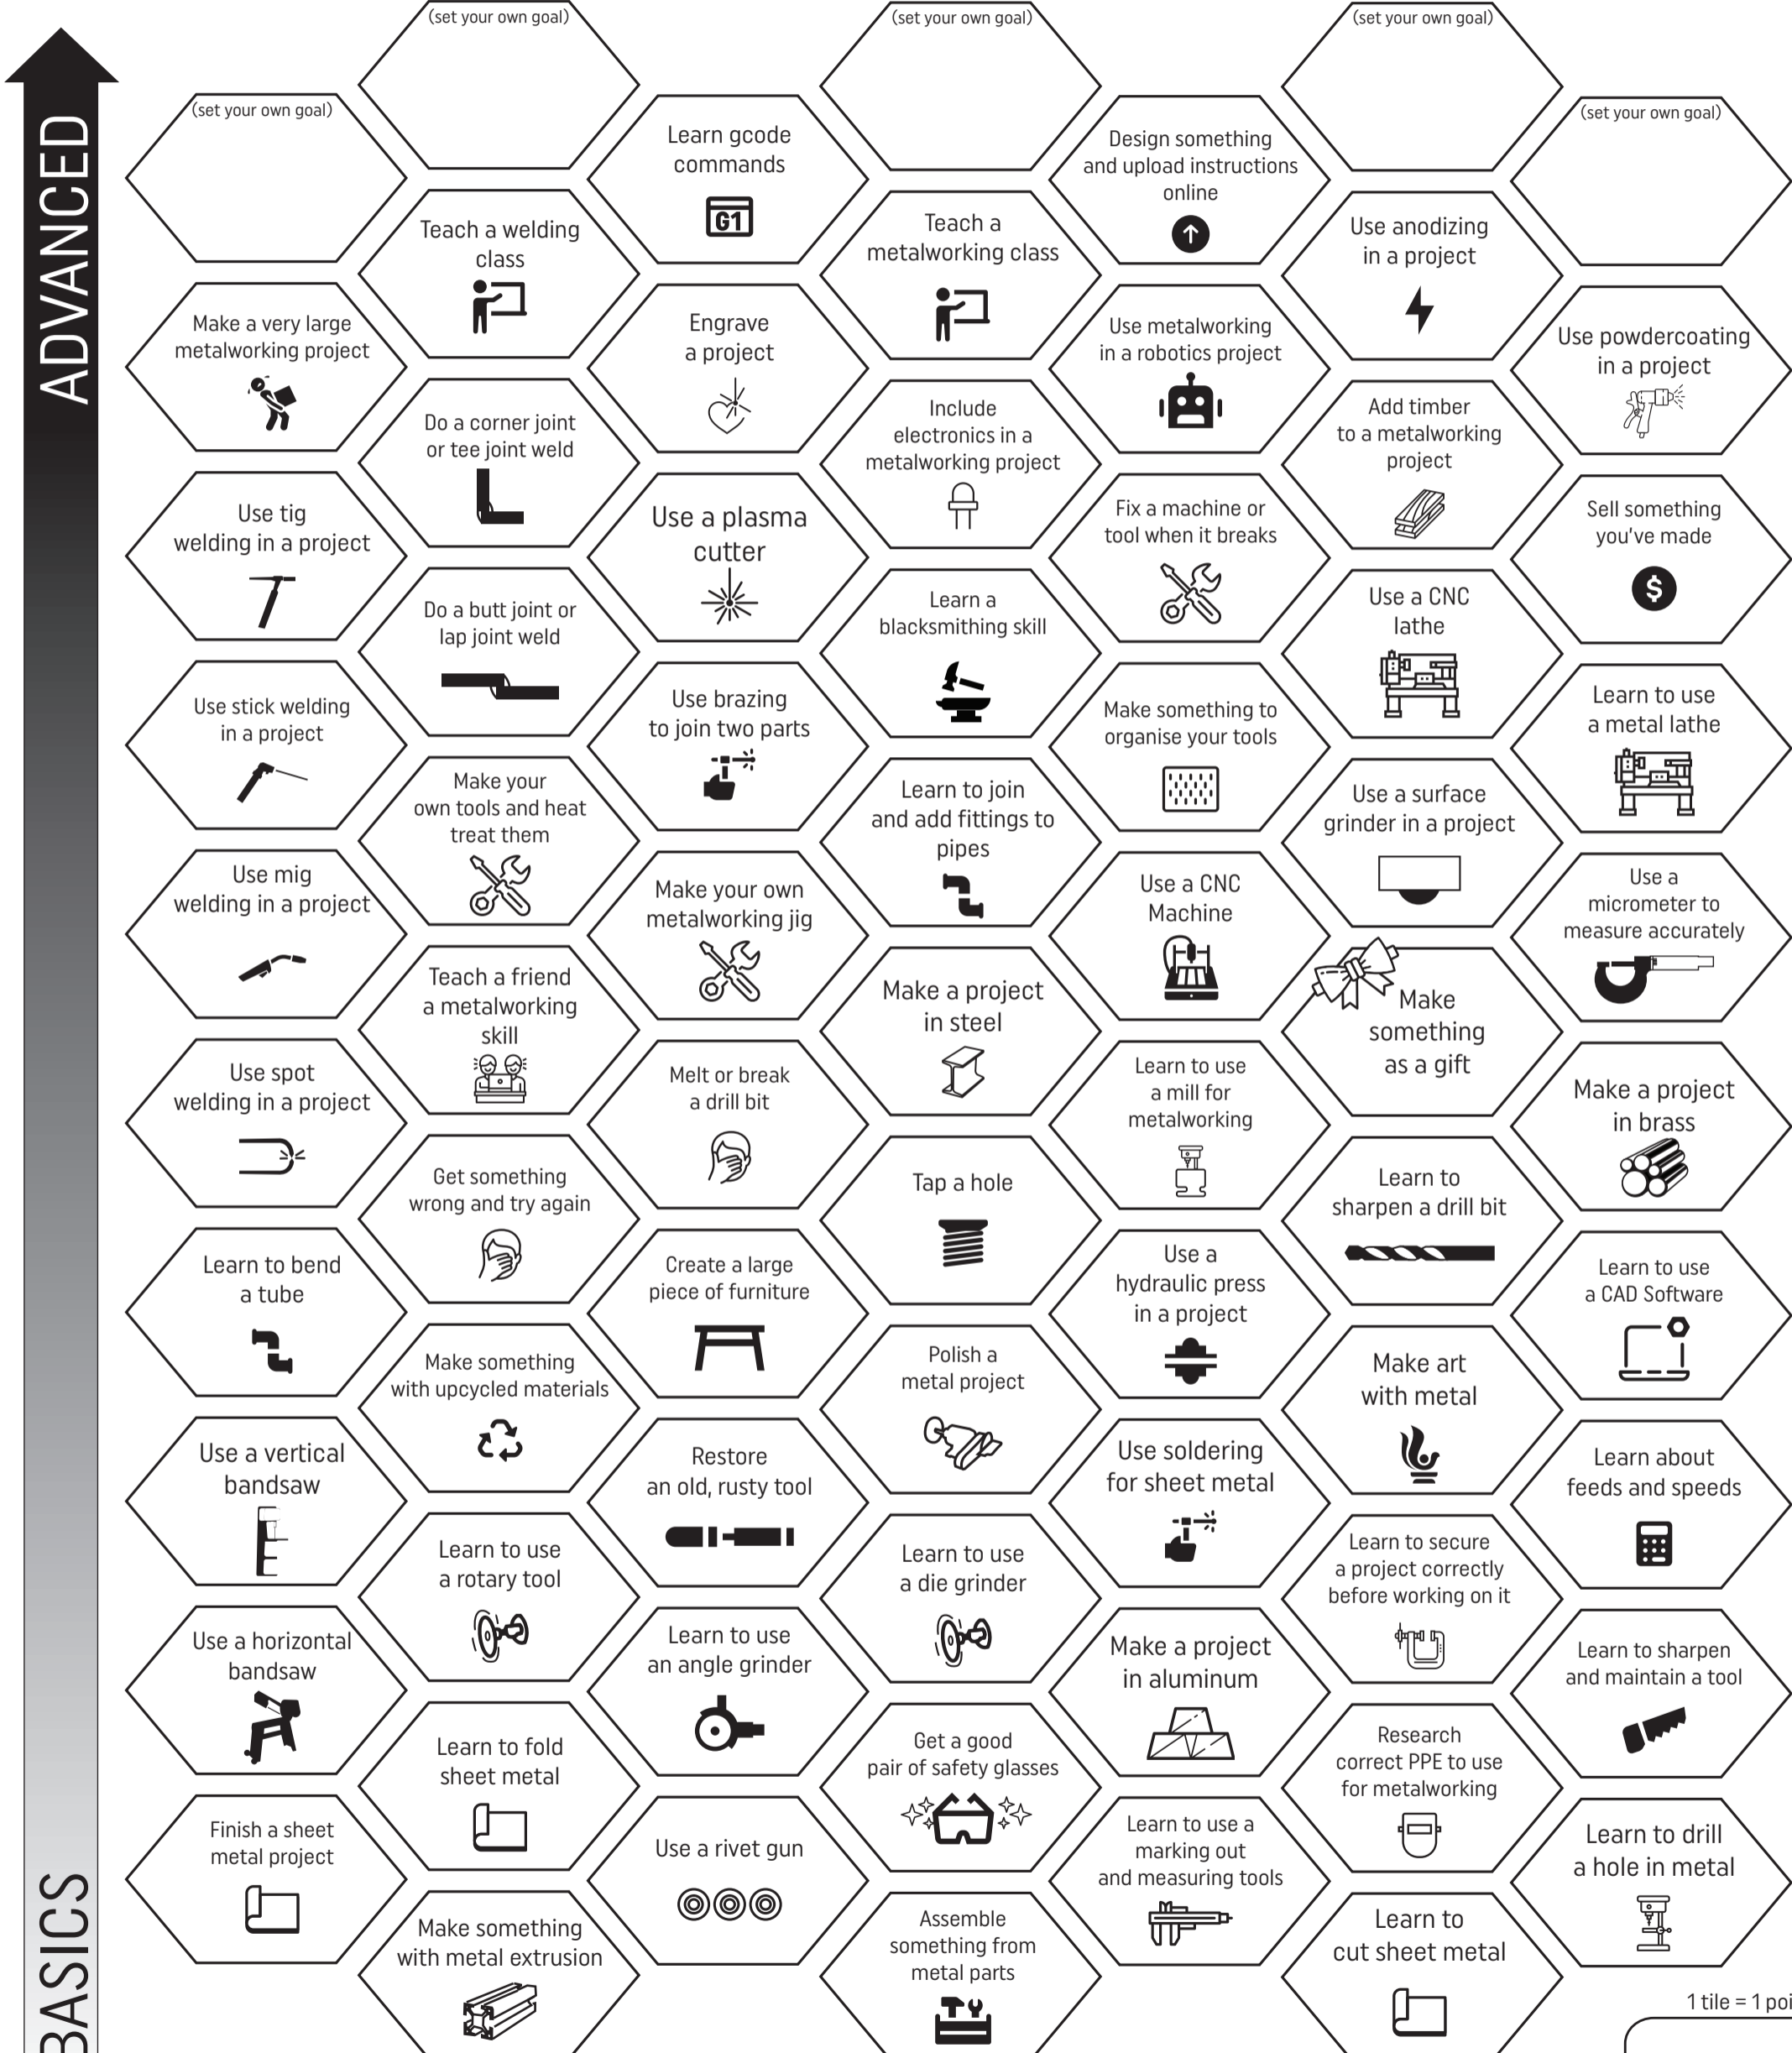 (set your own goal)
(set your own goal)
(set your own goal)
(set your own goal)
(set your own goal)
ADVANCED
Learn gcode
commands
G1
Design something
and upload instructions
online
Teach a welding
class
Teach a
metalworking class
Use anodizing
in a project
Make a very large
metalworking project
Engrave
a project
Use metalworking
in a robotics project
Use powdercoating
in a project
Do a corner joint
or tee joint weld
Include
electronics in a
metalworking project
Add timber
to a metalworking
project
Use tig
welding in a project
Use a plasma
cutter
Fix a machine or
tool when it breaks
Sell something
you've made
$
Do a butt joint or
lap joint weld
Learn a
blacksmithing skill
Use a CNC
lathe
Use stick welding
in a project
Use brazing
to join two parts
Make something to
organise your tools
Learn to use
a metal lathe
Make your
own tools and heat
treat them
Learn to join
and add fittings to
pipes
Use a surface
grinder in a project
Use mig
welding in a project
Make your own
metalworking jig
Use a CNC
Machine
Use a
micrometer to
measure accurately
Teach a friend
a metalworking
skill
Make a project
in steel
Make
something
as a gift
Use spot
welding in a project
Melt or break
a drill bit
Learn to use
a mill for
metalworking
Make a project
in brass
Get something
wrong and try again
Tap a hole
Learn to
sharpen a drill bit
Learn to bend
a tube
Create a large
piece of furniture
Use a
hydraulic press
in a project
Learn to use
a CAD Software
Make something
with upcycled materials
Polish a
metal project
Make art
with metal
Use a vertical
bandsaw
Restore
an old, rusty tool
Use soldering
for sheet metal
Learn about
feeds and speeds
Learn to use
a rotary tool
Learn to use
a die grinder
Learn to secure
a project correctly
before working on it
Use a horizontal
bandsaw
Learn to use
an angle grinder
Make a project
in aluminum
Learn to sharpen
and maintain a tool
Learn to fold
sheet metal
Get a good
pair of safety glasses
Research
correct PPE to use
for metalworking
Finish a sheet
metal project
Use a rivet gun
Learn to use a
marking out
and measuring tools
Learn to drill
a hole in metal
Make something
with metal extrusion
Assemble
something from
metal parts
Learn to
cut sheet metal
BASICS
1 tile = 1 poi